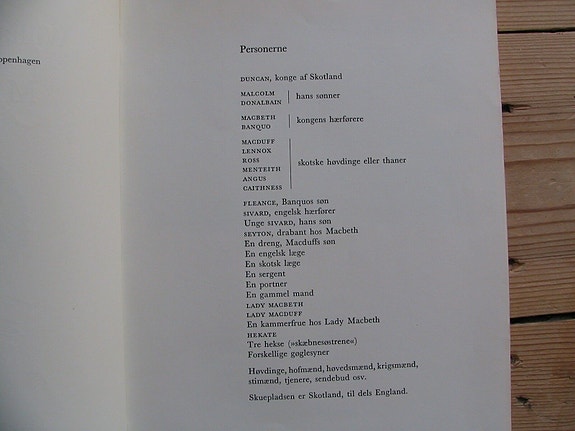 openhagen
Personerne
DUNCAN, konge af Skotland
MALCOLM
DONALBAIN
hans sønner
MACBETH
BANQUO
kongens hærførere
MACDUFF
LENNOX
ROSS
MENTEITH
ANGUS
CAITHNESS
skotske høvdinge eller thaner
FLEANCE, Banquos søn
SIVARD, engelsk hærfører
Unge SIVARD, hans søn
SEYTON, drabant hos Macbeth
En dreng, Macduffs søn
En engelsk læge
En skotsk læge
En sergent
En portner
En gammel mand
LADY MACBETH
LADY MACDUFF
En kammerfrue hos Lady Macbeth
HEKATE
Tre hekse (»skæbnesøstrene«)
Forskellige gøglesyner
Høvdinge, hofmænd, høvedsmænd, krigsmænd,
stimænd, tjenere, sendebud osv.
Skuepladsen er Skotland, til dels England.